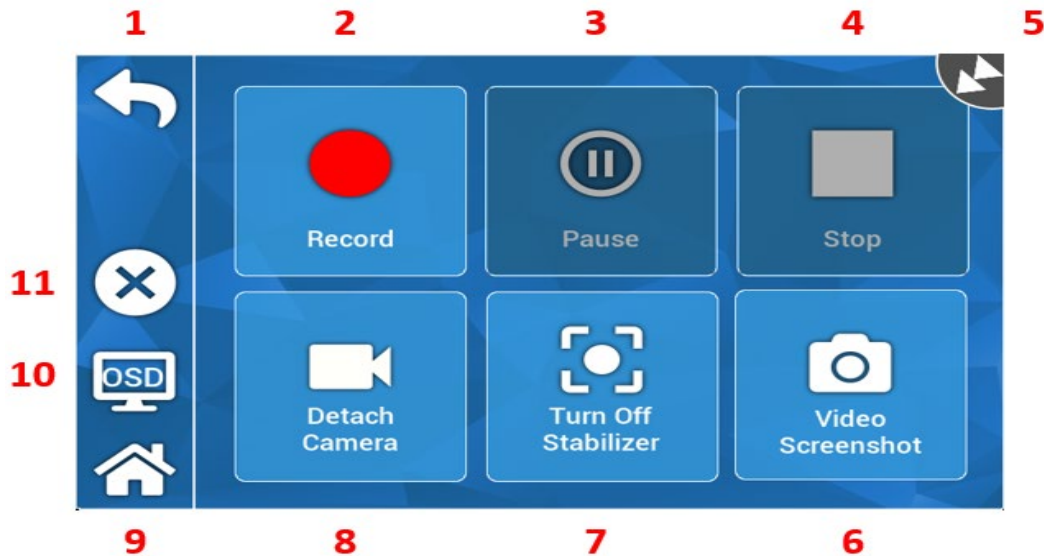 1 2 3 4 5
Record Pause Stop
11
10 OSD
Detach Turn Off Video
Camera Stabilizer Screenshot
9 8 7 6